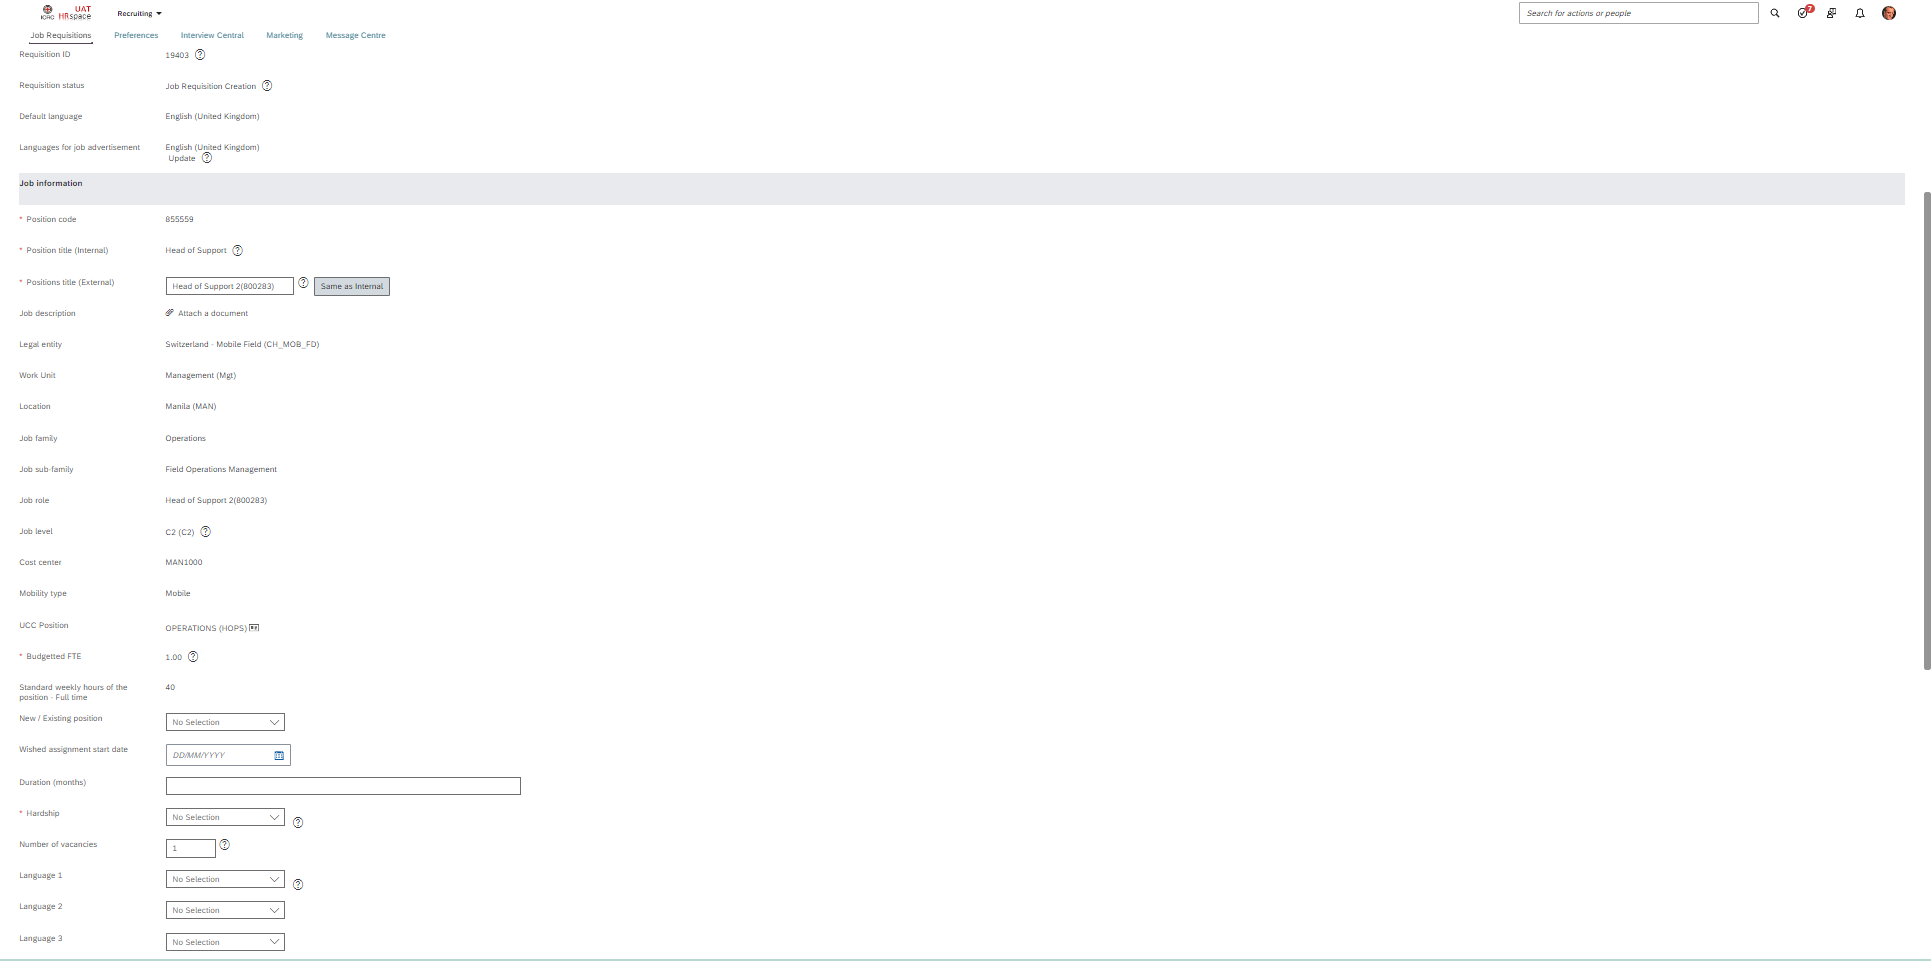 ICRC UAT HRspace Recruiting Search for actions or people 7
Job Requisitions Preferences Interview Central Marketing Message Centre
Requisition ID 19403 ?
Requisition status Job Requisition Creation ?
Default language English (United Kingdom)
Languages for job advertisement English (United Kingdom)
Update ?
Job information
* Position code 855559
* Position title (Internal) Head of Support ?
* Positions title (External) Head of Support 2(800283) ? Same as Internal
Job description Attach a document
Legal entity Switzerland - Mobile Field (CH_MOB_FD)
Work Unit Management (Mgt)
Location Manila (MAN)
Job family Operations
Job sub-family Field Operations Management
Job role Head of Support 2(800283)
Job level C2 (C2) ?
Cost center MAN1000
Mobility type Mobile
UCC Position OPERATIONS (HOPS)
* Budgetted FTE 1.00 ?
Standard weekly hours of the 40
position - Full time
New / Existing position No Selection
Wished assignment start date DD/MM/YYYY
Duration (months)
* Hardship No Selection ?
Number of vacancies 1 ?
Language 1 No Selection ?
Language 2 No Selection
Language 3 No Selection